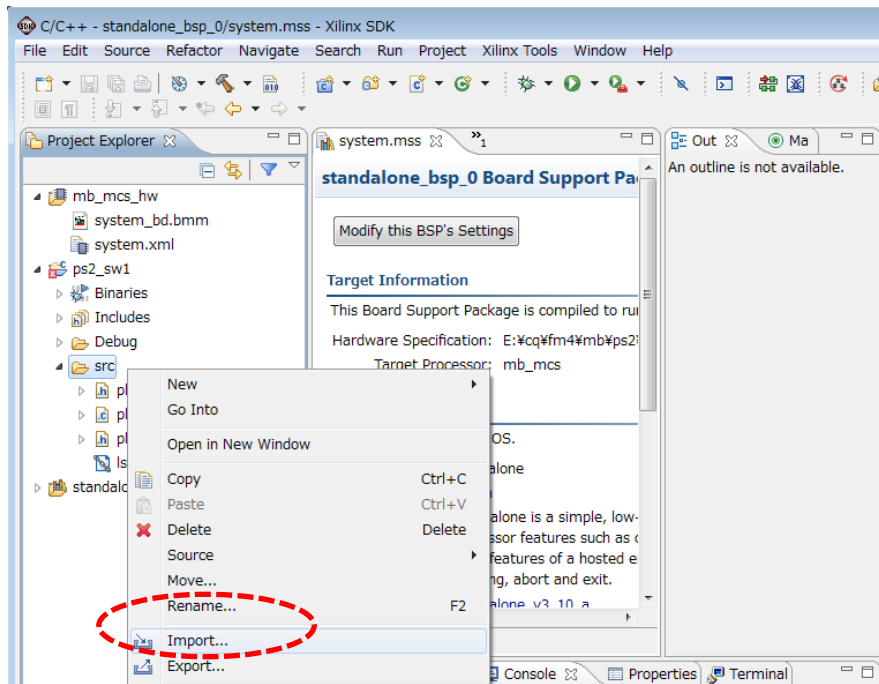 C/C++ - standalone_bsp_0/system.mss - Xilinx SDK
File Edit Source Refactor Navigate Search Run Project Xilinx Tools Window Help
Project Explorer
mb_mcs_hw
system_bd.bmm
system.xml
ps2_sw1
Binaries
Includes
Debug
src
standalo
system.mss
»1
standalone_bsp_0 Board Support Pa
Modify this BSP's Settings
Target Information
This Board Support Package is compiled to ru
Hardware Specification: E:¥cq¥fm4¥mb¥ps2¥
Target Processor: mb_mcs
OS.
alone
alone is a simple, low-
ssor features such as c
features of a hosted e
ng, abort and exit.
alone_v3_10_a
Out
Ma
An outline is not available.
New
Go Into
Open in New Window
Copy Ctrl+C
Paste Ctrl+V
Delete Delete
Source
Move...
Rename... F2
Import...
Export...
Console
Properties
Terminal